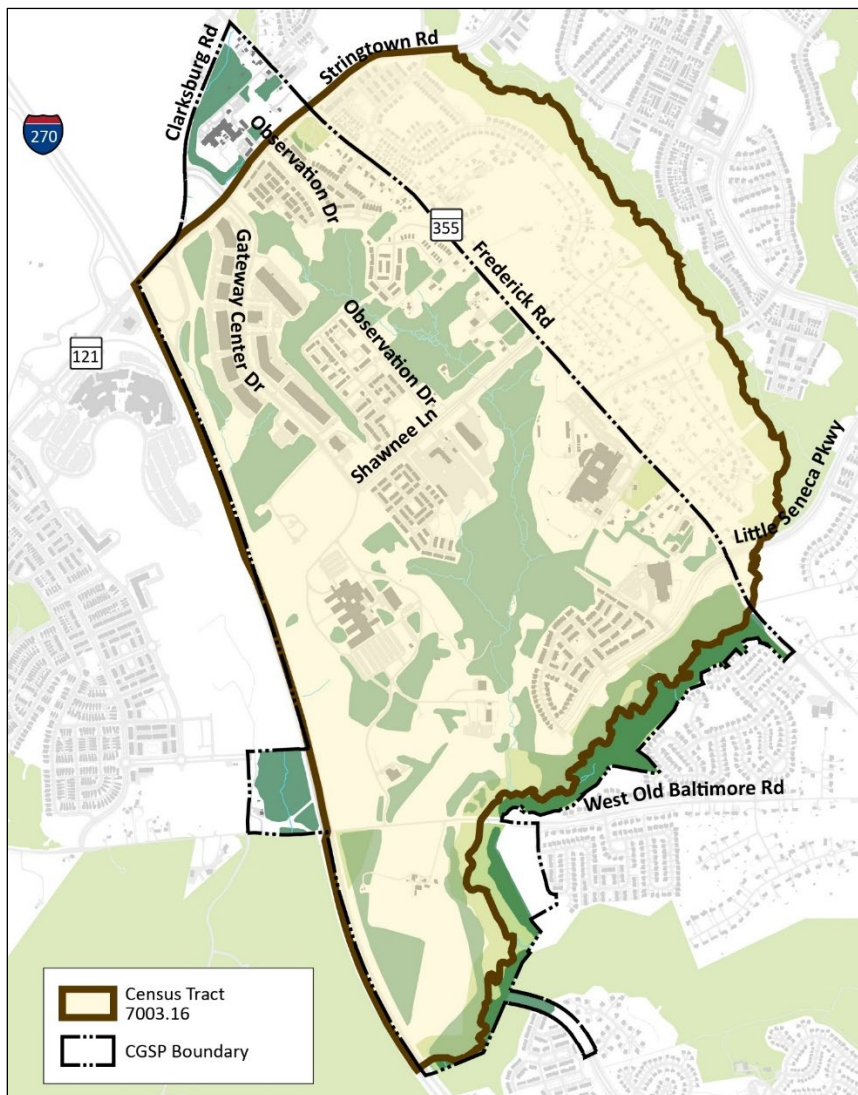 Clarksburg Rd
Stringtown Rd
270
Observation Dr
355
Gateway Center Dr
Frederick Rd
121
Observation Dr
Shawnee Ln
Little Seneca Pkwy
West Old Baltimore Rd
Census Tract
7003.16
CGSP Boundary